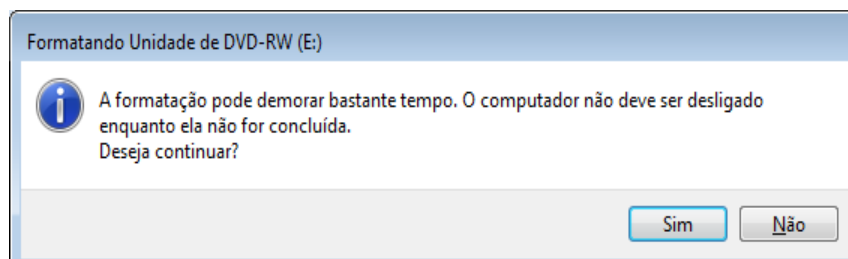 Formatando Unidade de DVD-RW (E:)
A formatação pode demorar bastante tempo. O computador não deve ser desligado
enquanto ela não for concluída.
Deseja continuar?
Sim Não